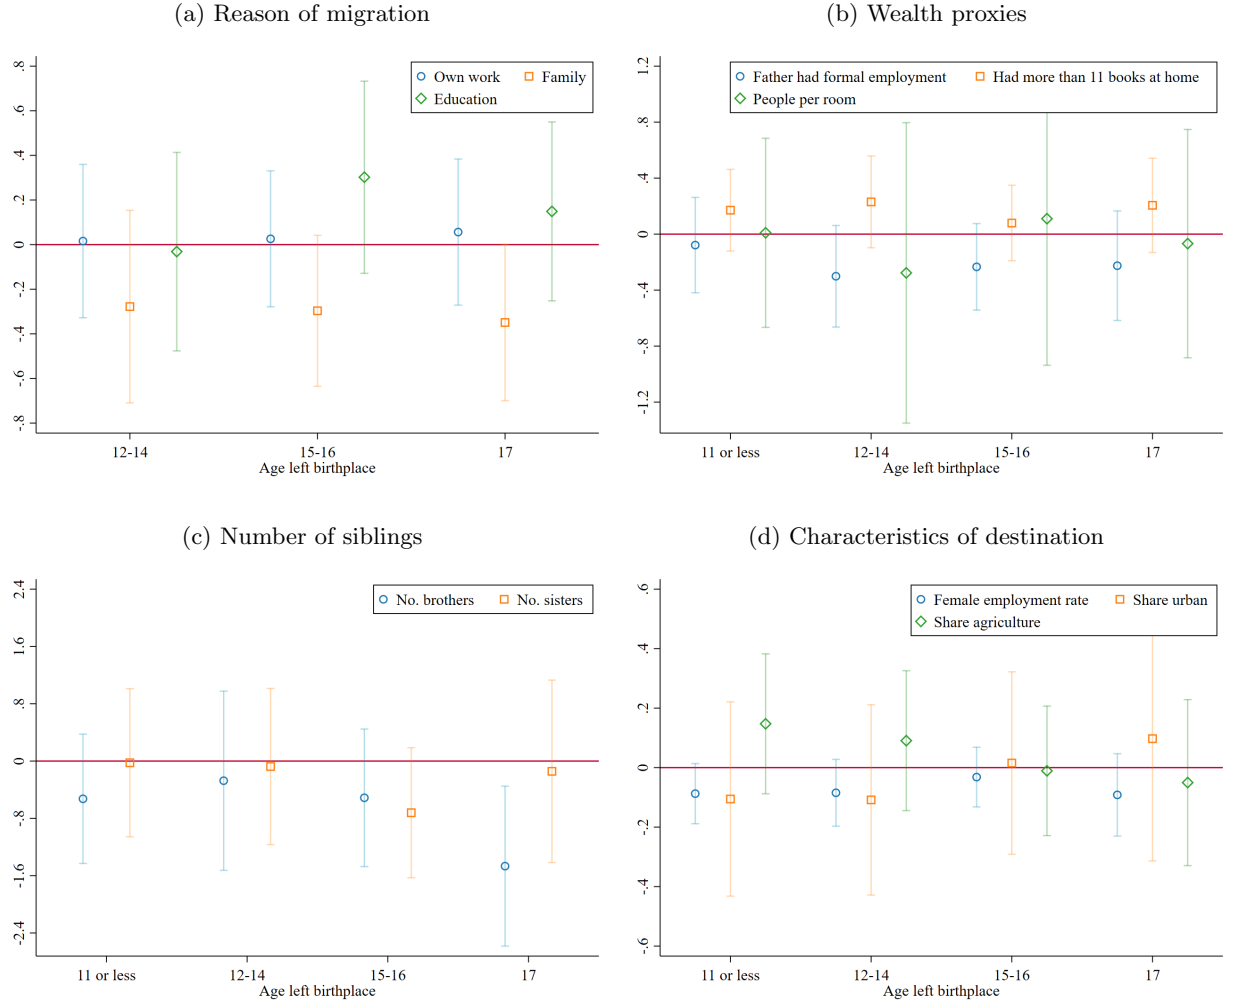 (a) Reason of migration
.8
.6
.4
.2
0
-.2
-.4
-.6
-.8
Own work
Family
Education
12-14
15-16
17
Age left birthplace
(b) Wealth proxies
1.2
.8
.4
0
-.4
-.8
-1.2
Father had formal employment
Had more than 11 books at home
People per room
11 or less
12-14
15-16
17
Age left birthplace
(c) Number of siblings
2.4
1.6
.8
0
-.8
-1.6
-2.4
No. brothers
No. sisters
11 or less
12-14
15-16
17
Age left birthplace
(d) Characteristics of destination
.6
.4
.2
0
-.2
-.4
-.6
Female employment rate
Share urban
Share agriculture
11 or less
12-14
15-16
17
Age left birthplace